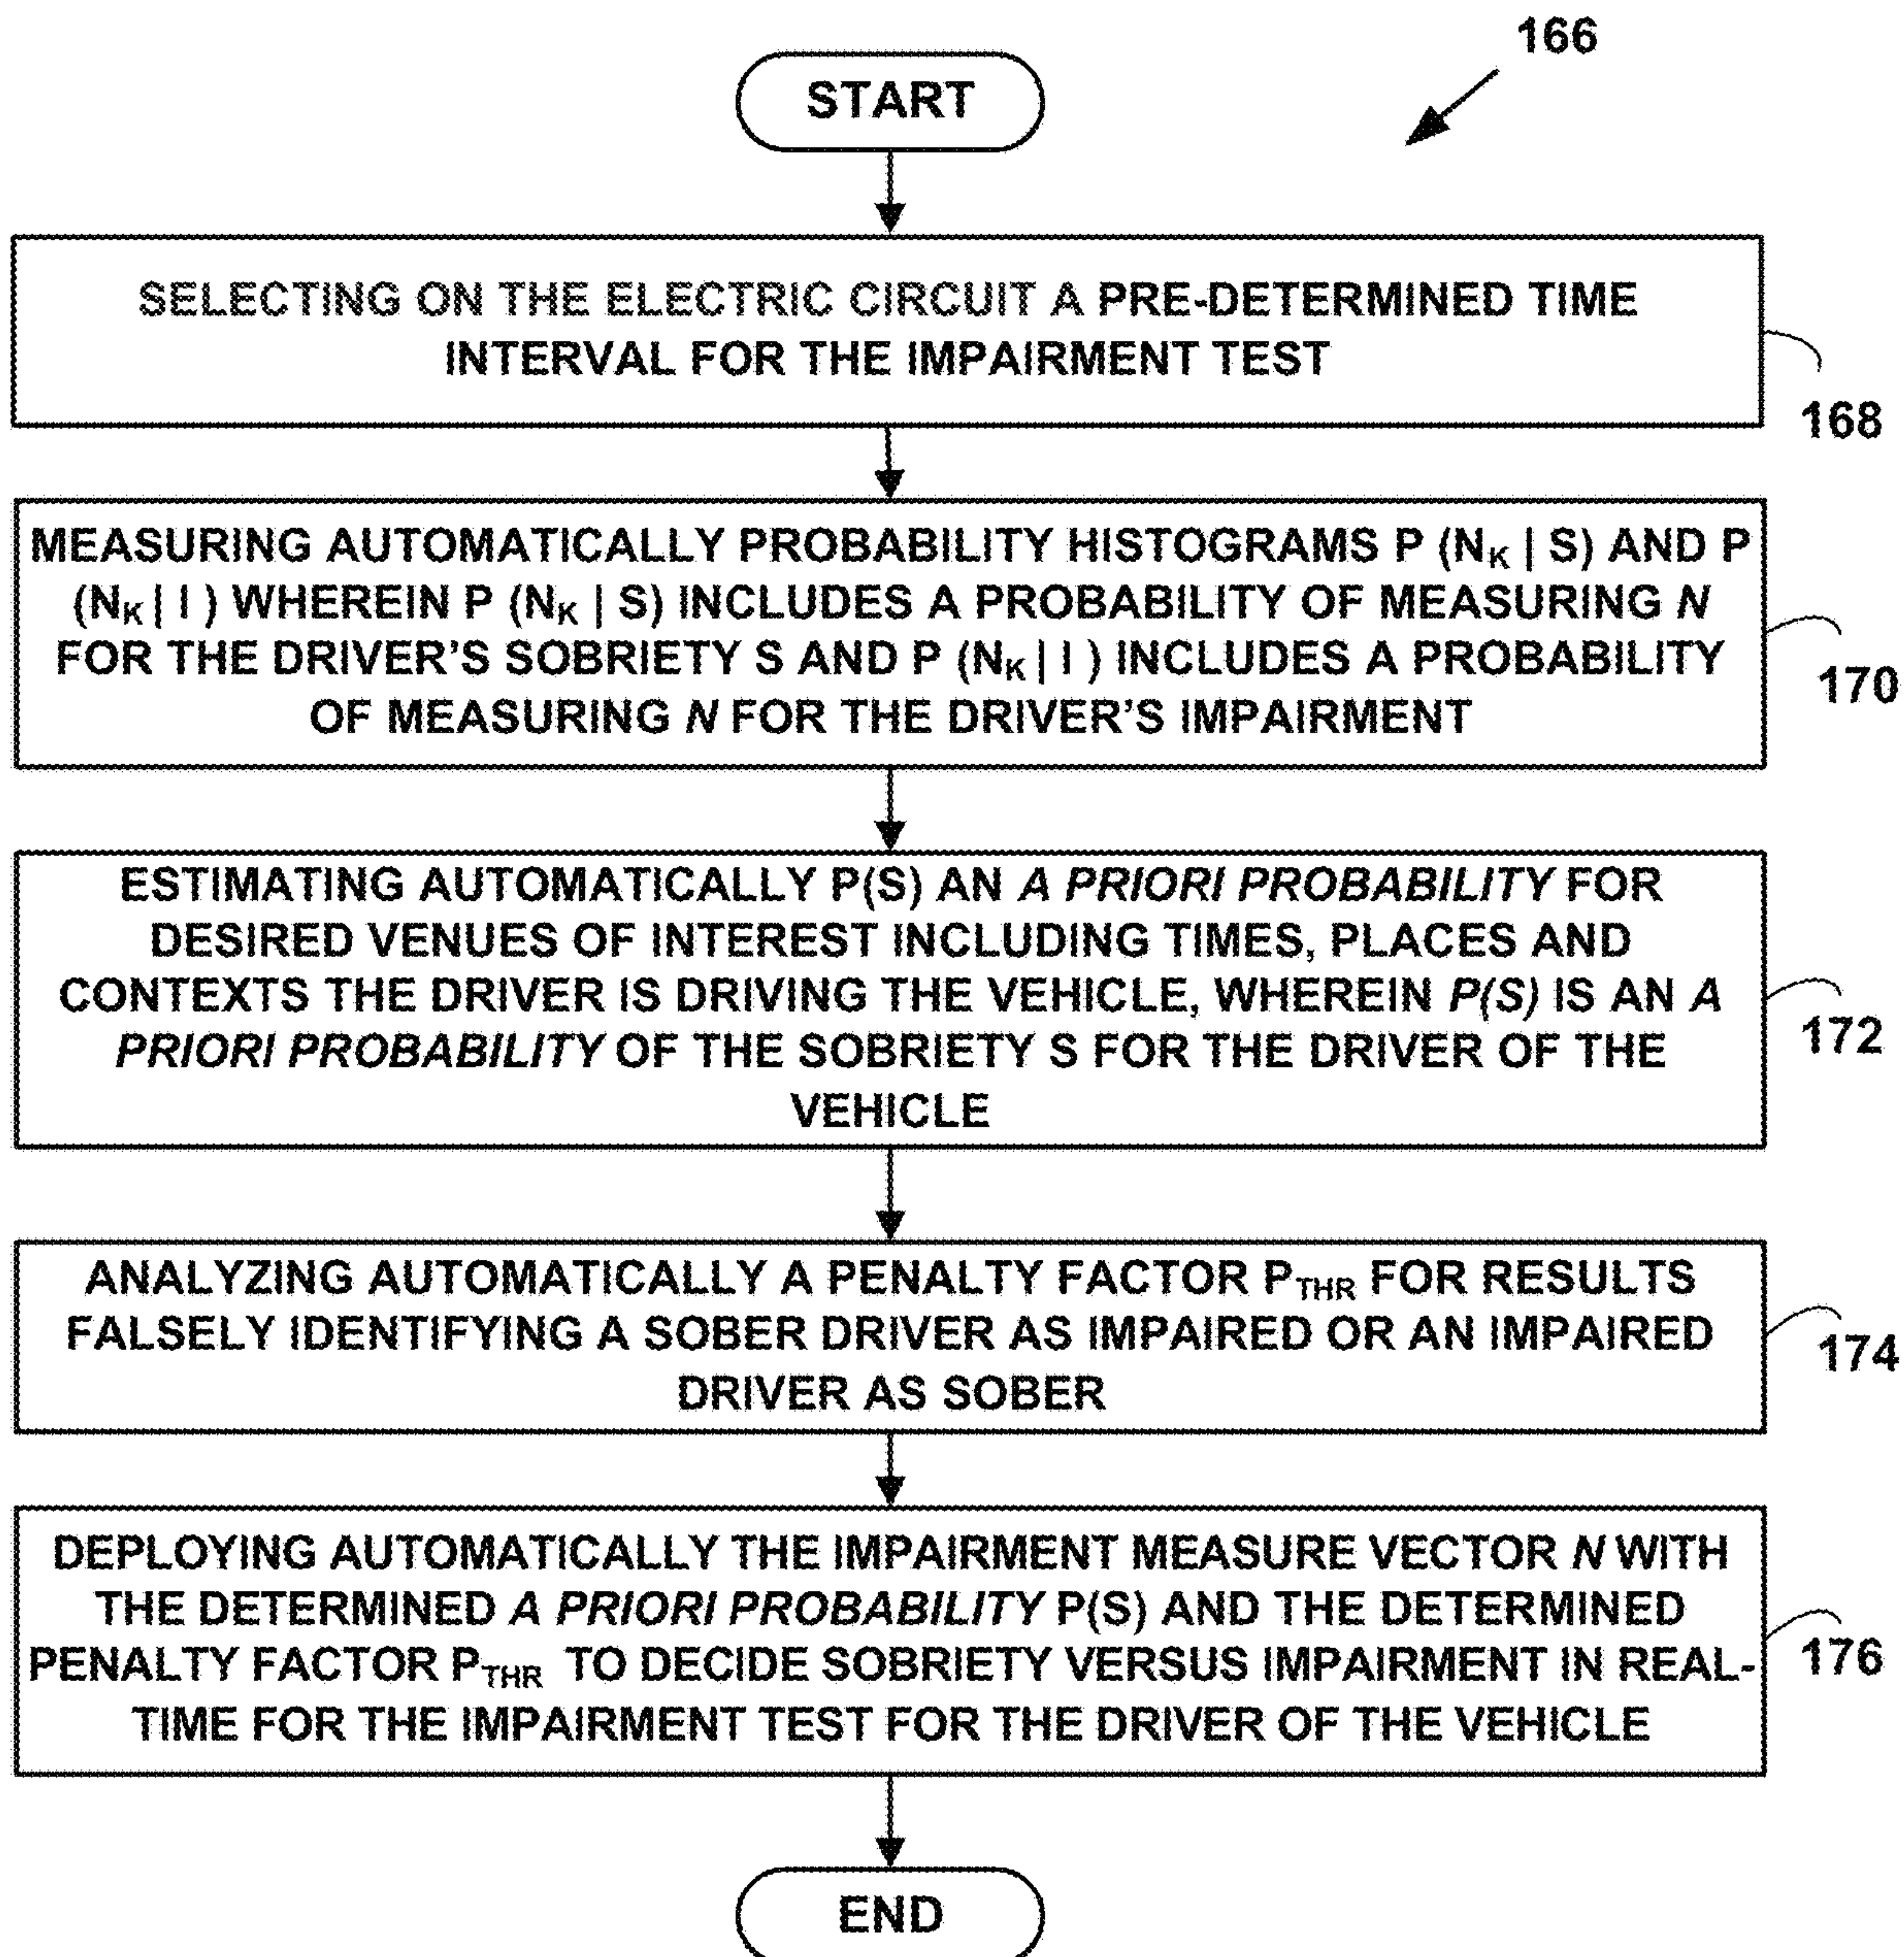 166
START
SELECTING ON THE ELECTRIC CIRCUIT A PRE-DETERMINED TIME
INTERVAL FOR THE IMPAIRMENT TEST
168
MEASURING AUTOMATICALLY PROBABILITY HISTOGRAMS P (N_K | S) AND P
(N_K | I ) WHEREIN P (N_K | S) INCLUDES A PROBABILITY OF MEASURING N
FOR THE DRIVER'S SOBRIETY S AND P (N_K | I ) INCLUDES A PROBABILITY
OF MEASURING N FOR THE DRIVER'S IMPAIRMENT
170
ESTIMATING AUTOMATICALLY P(S) AN A PRIORI PROBABILITY FOR
DESIRED VENUES OF INTEREST INCLUDING TIMES, PLACES AND
CONTEXTS THE DRIVER IS DRIVING THE VEHICLE, WHEREIN P(S) IS AN A
PRIORI PROBABILITY OF THE SOBRIETY S FOR THE DRIVER OF THE
VEHICLE
172
ANALYZING AUTOMATICALLY A PENALTY FACTOR P_THR FOR RESULTS
FALSELY IDENTIFYING A SOBER DRIVER AS IMPAIRED OR AN IMPAIRED
DRIVER AS SOBER
174
DEPLOYING AUTOMATICALLY THE IMPAIRMENT MEASURE VECTOR N WITH
THE DETERMINED A PRIORI PROBABILITY P(S) AND THE DETERMINED
PENALTY FACTOR P_THR TO DECIDE SOBRIETY VERSUS IMPAIRMENT IN REAL-
TIME FOR THE IMPAIRMENT TEST FOR THE DRIVER OF THE VEHICLE
176
END